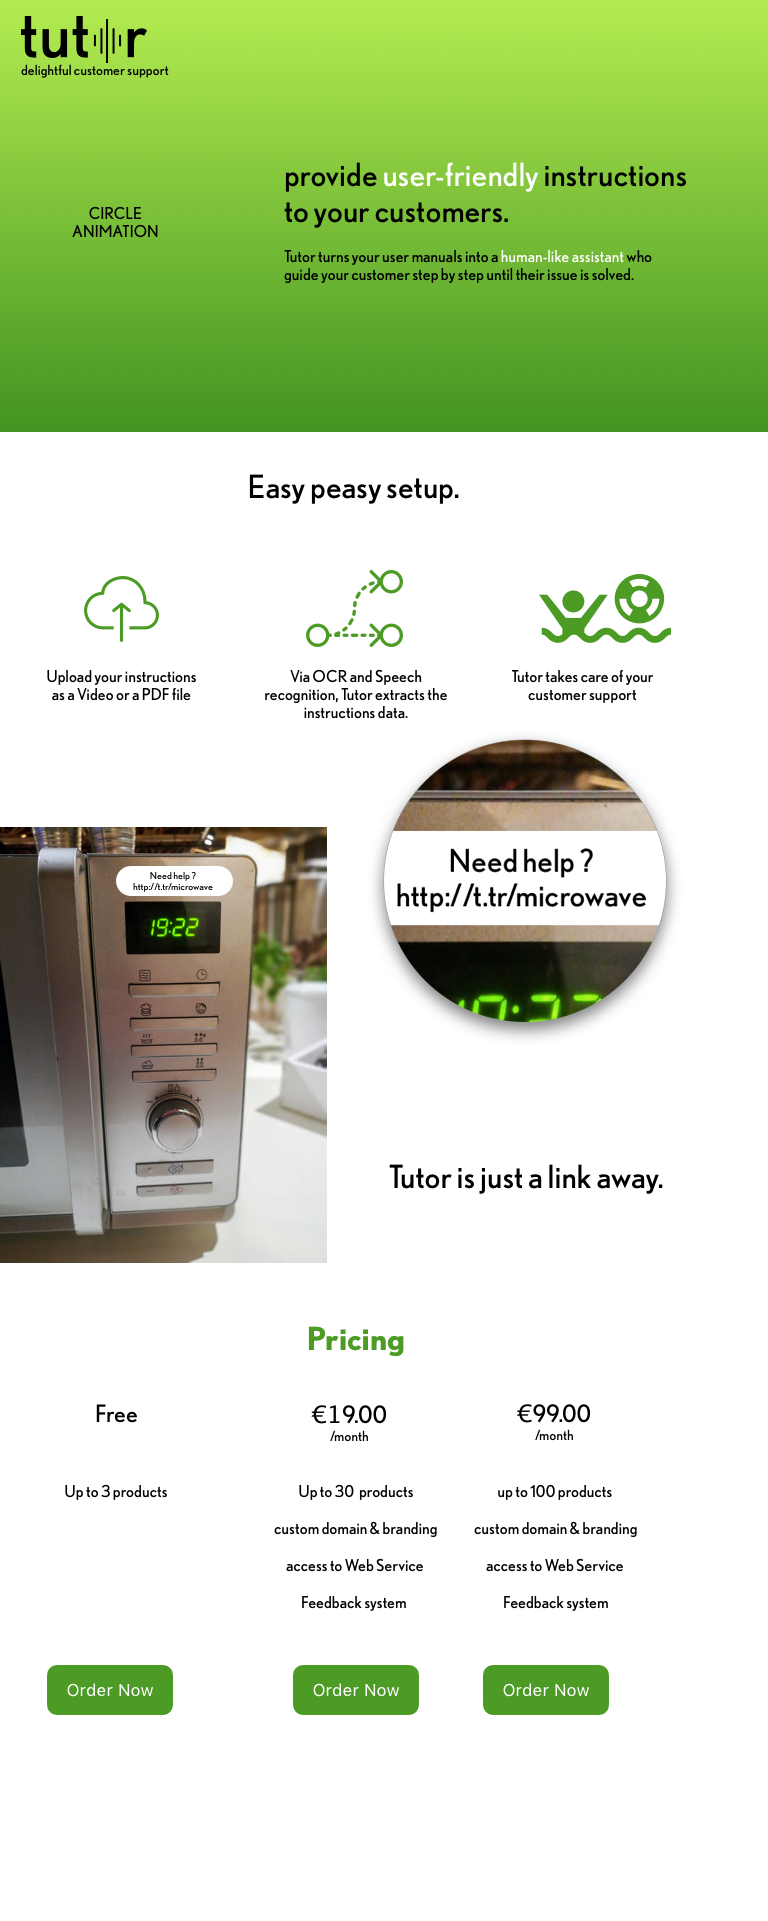 tutor
delightful customer support
provide user-friendly instructions
to your customers.
CIRCLE
ANIMATION
Tutor turns your user manuals into a human-like assistant who
guide your customer step by step until their issue is solved.
Easy peasy setup.
Upload your instructions
as a Video or a PDF file
Via OCR and Speech
recognition, Tutor extracts the
instructions data.
Tutor takes care of your
customer support
Need help ?
http://t.tr/microwave
Need help ?
http://t.tr/microwave
19:22
Tutor is just a link away.
Pricing
Free
€19.00
/month
€99.00
/month
Up to 3 products
Up to 30 products
up to 100 products
custom domain & branding
custom domain & branding
access to Web Service
access to Web Service
Feedback system
Feedback system
Order Now
Order Now
Order Now